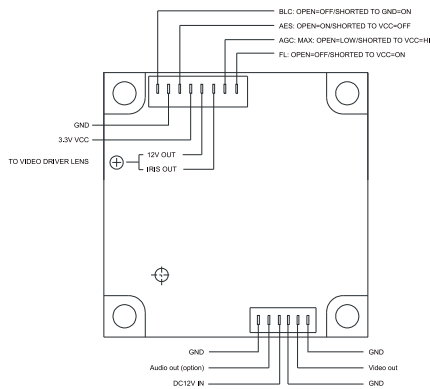 BLC: OPEN=OFF/SHORTED TO GND=ON
AES: OPEN=ON/SHORTED TO VCC=OFF
AGC: MAX: OPEN=LOW/SHORTED TO VCC=HI
FL: OPEN=OFF/SHORTED TO VCC=ON
GND
3.3V VCC
TO VIDEO DRIVER LENS
12V OUT
IRIS OUT
GND
GND
Audio out (option)
Video out
DC12V IN
GND